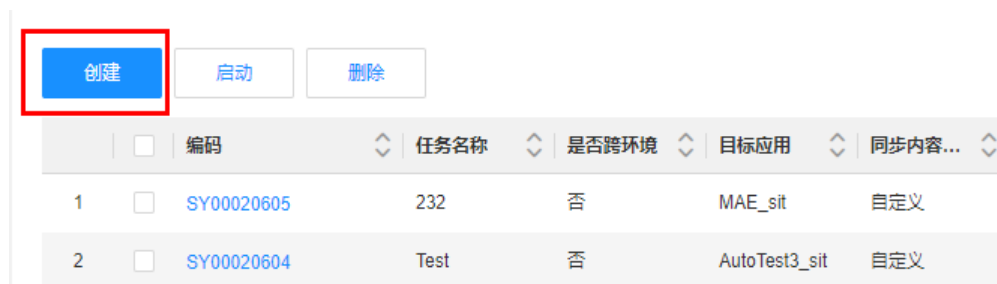 创建 启动 删除
编码 任务名称 是否跨环境 目标应用 同步内容...
1 SY00020605 232 否 MAE_sit 自定义
2 SY00020604 Test 否 AutoTest3_sit 自定义